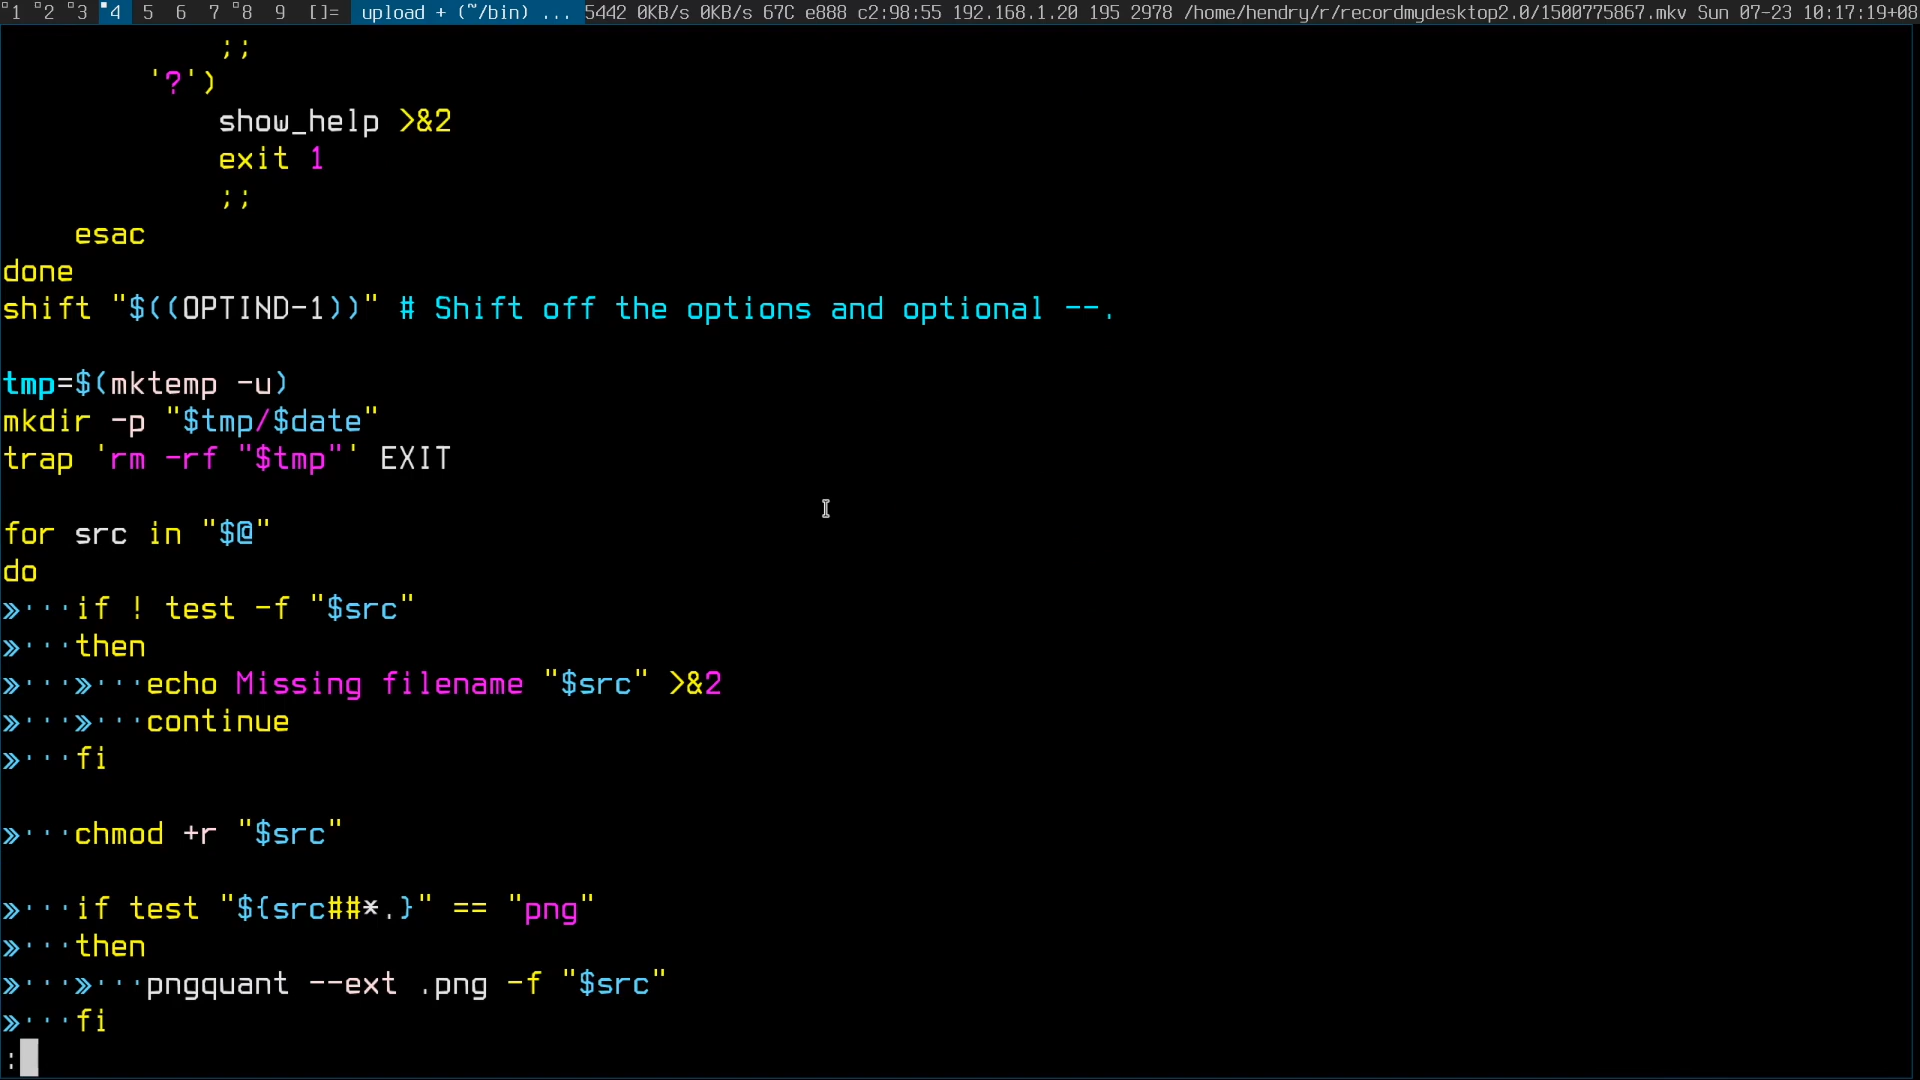 1 2 3 4 5 6 7 8 9 []= upload + (~/bin) ... 5442 0KB/s 0KB/s 67C e888 c2:98:55 192.168.1.20 195 2978 /home/hendry/r/recordmydesktop2.0/1500775867.mkv Sun 07-23 10:17:19+08
            ;;
        '?')
            show_help >&2
            exit 1
            ;;
    esac
done
shift "$((OPTIND-1))" # Shift off the options and optional --.
tmp=$(mktemp -u)
mkdir -p "$tmp/$date"
trap 'rm -rf "$tmp"' EXIT
for src in "$@"
do
»···if ! test -f "$src"
»···then
»···»···echo Missing filename "$src" >&2
»···»···continue
»···fi
»···chmod +r "$src"
»···if test "${src##*.}" == "png"
»···then
»···»···pngquant --ext .png -f "$src"
»···fi
: